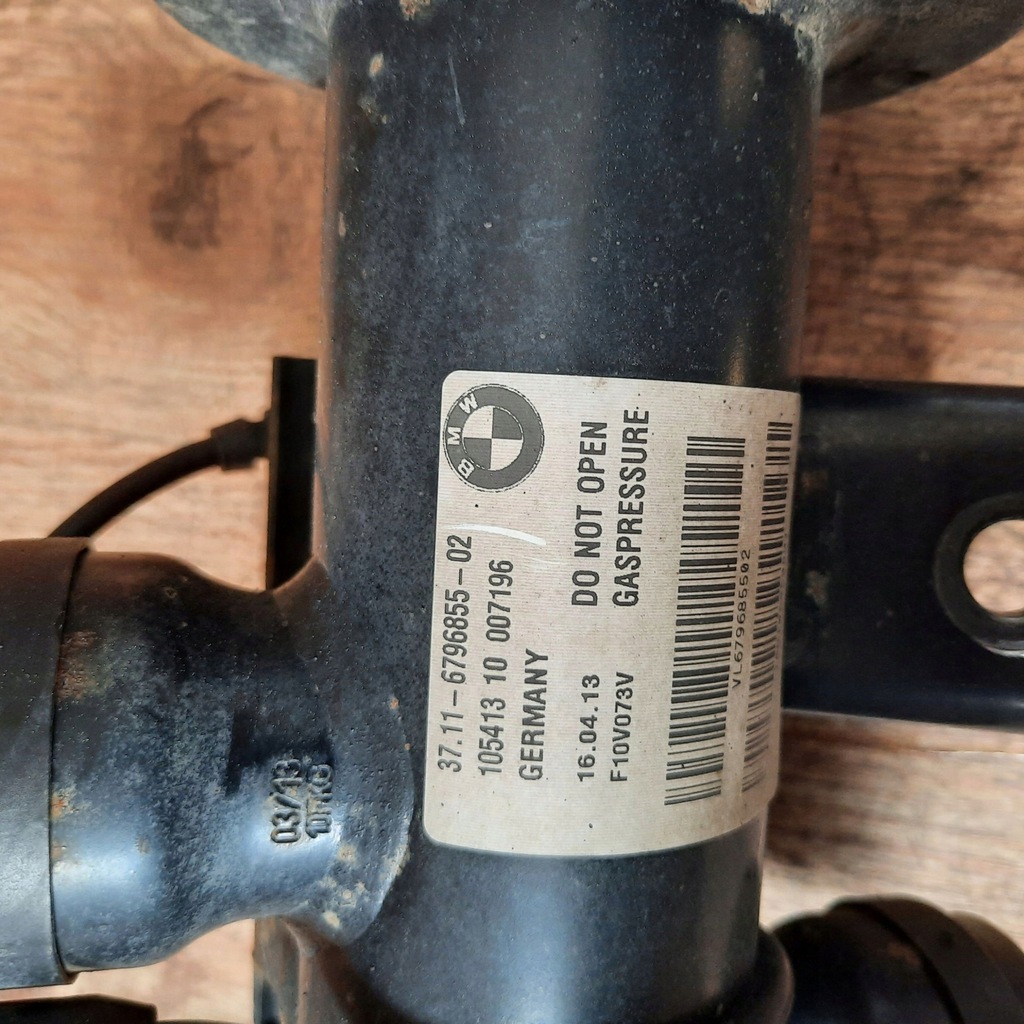 BMW
37.11-6796855-02
105413 10 007196
GERMANY
DO NOT OPEN
GASPRESSURE
16.04.13
F10V073V
VL679685502
03/13